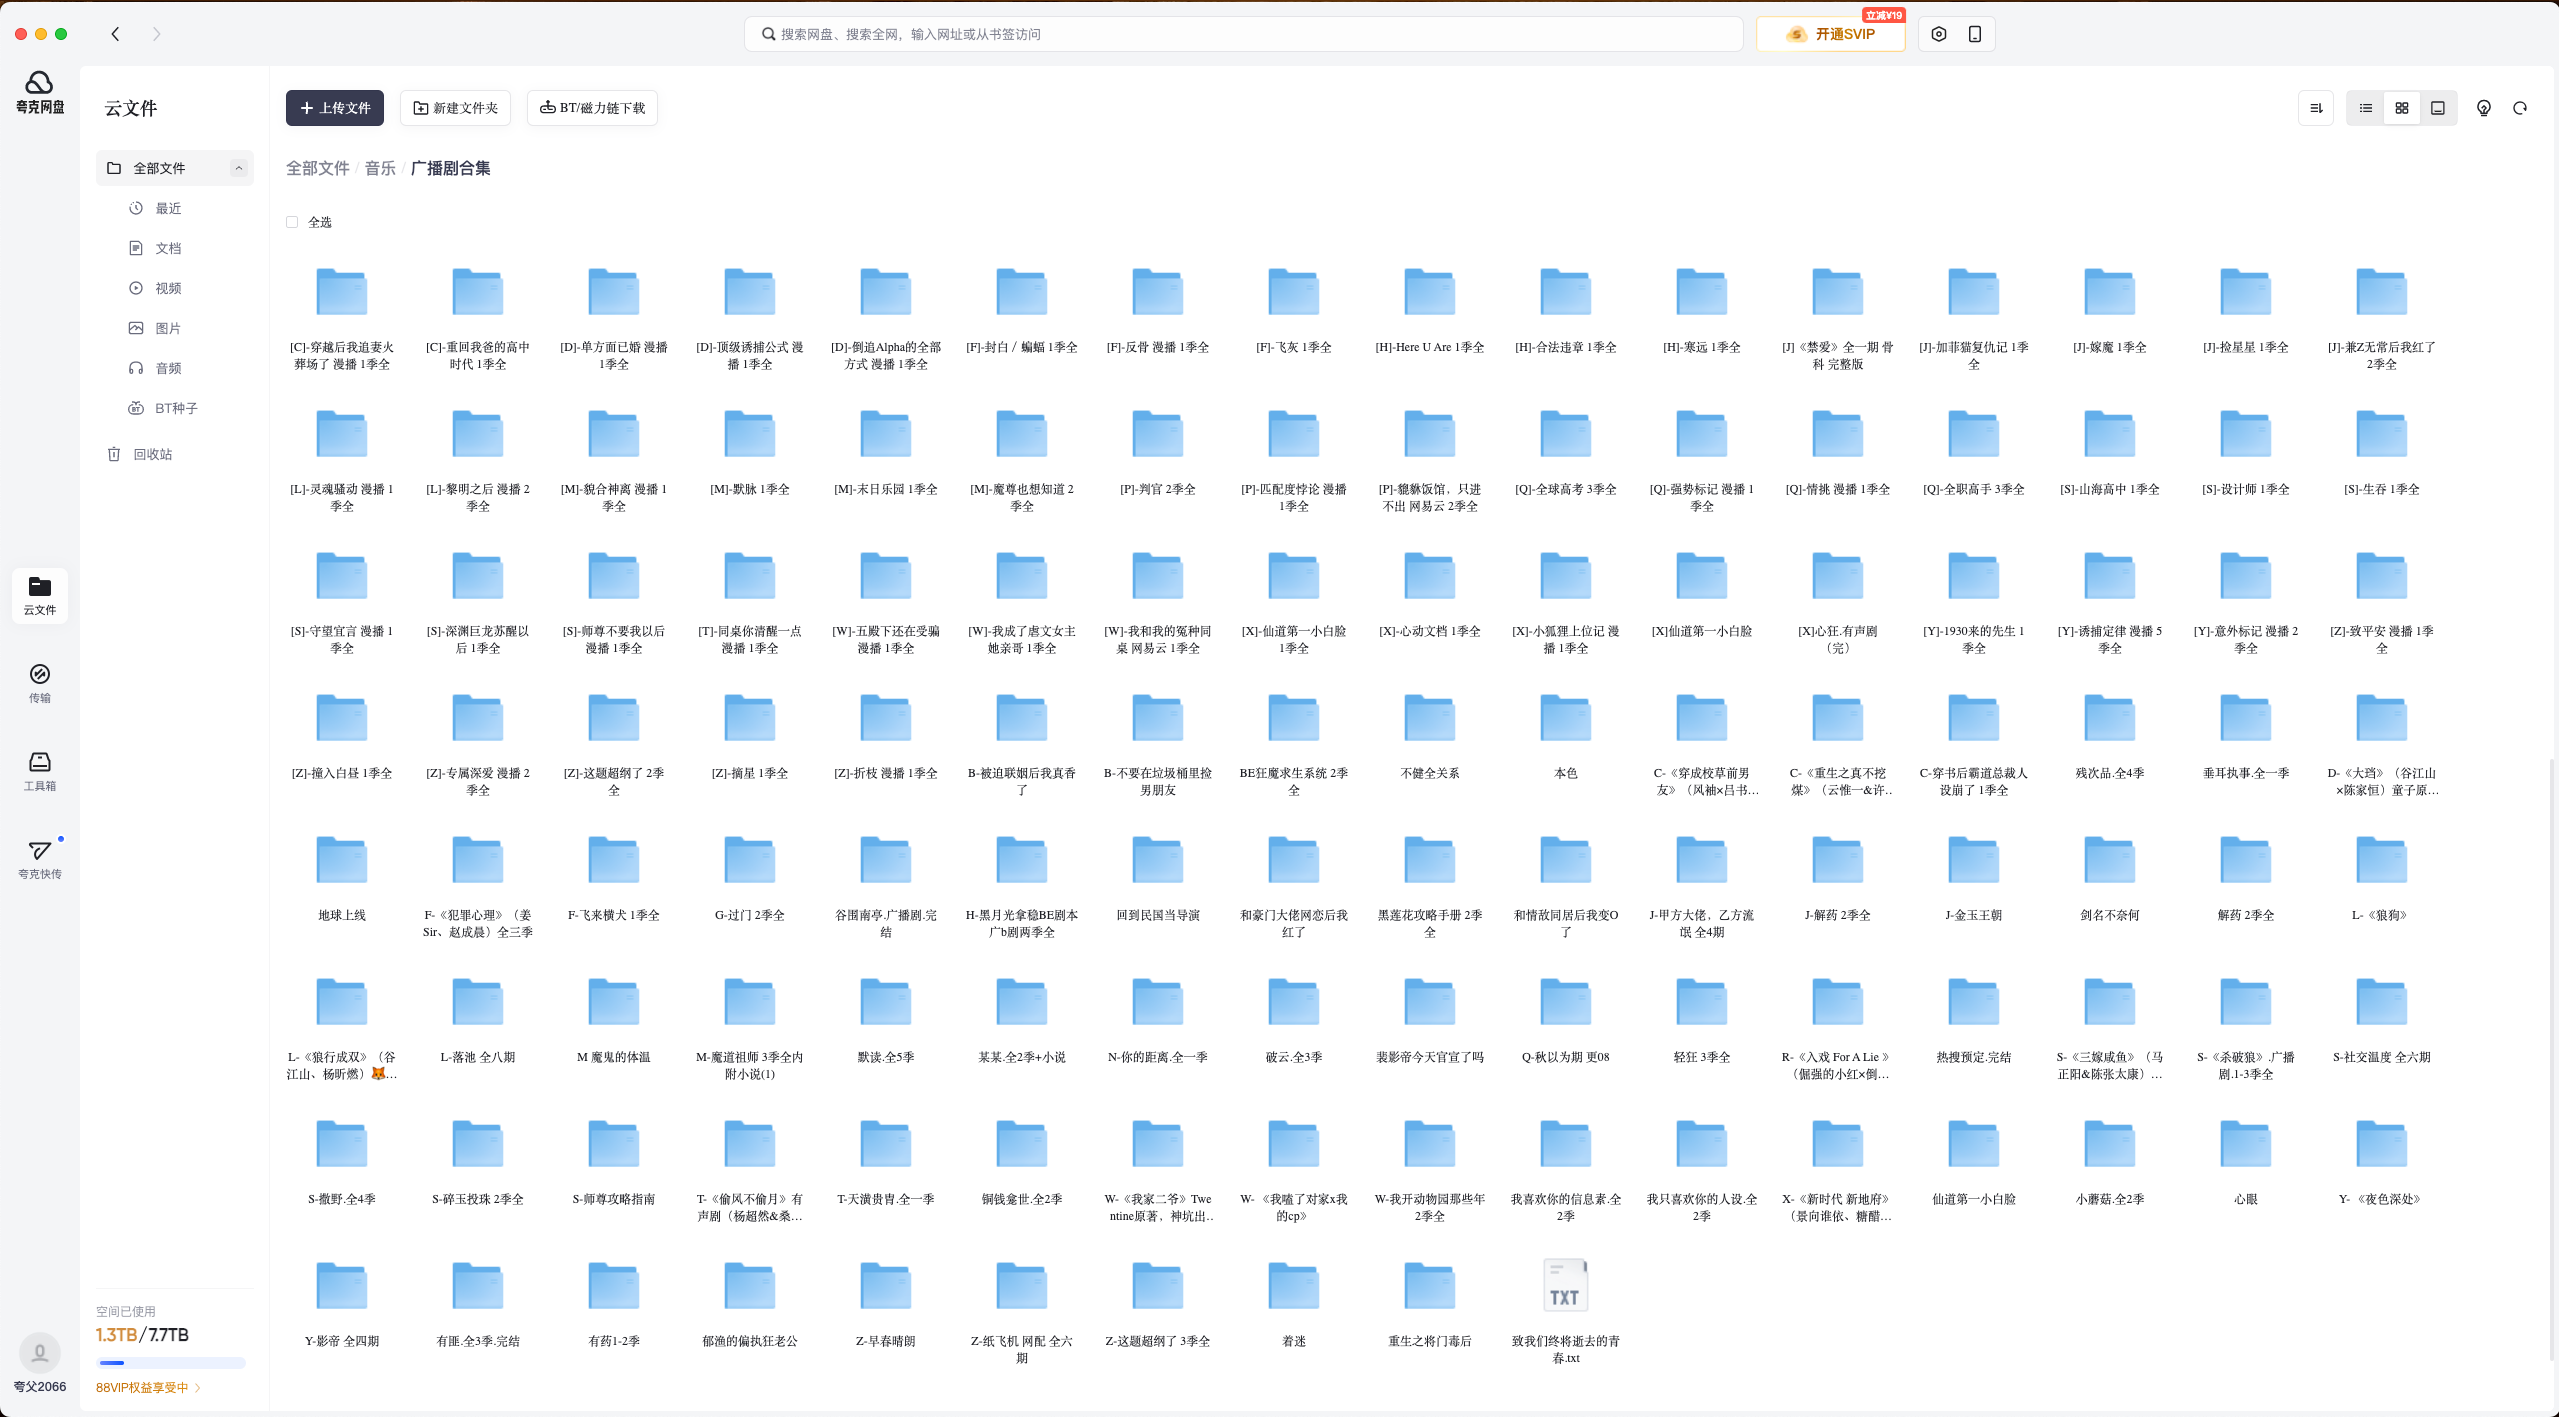 搜索网盘、搜索全网，输入网址或从书签访问
立减¥19
开通SVIP
夸克网盘
云文件
上传文件
新建文件夹
BT/磁力链下载
全部文件
最近
文档
视频
图片
音频
BT种子
回收站
云文件
传输
工具箱
夸克快传
空间已使用
1.3TB/7.7TB
88VIP权益享受中
夸父2066
全部文件 / 音乐 / 广播剧合集
全选
[C]-穿越后我追妻火
葬场了 漫播 1季全
[C]-重回我爸的高中
时代 1季全
[D]-单方面已婚 漫播
1季全
[D]-顶级诱捕公式 漫
播 1季全
[D]-倒追Alpha的全部
方式 漫播 1季全
[F]-封白 / 蝙蝠 1季全
[F]-反骨 漫播 1季全
[F]-飞灰 1季全
[H]-Here U Are 1季全
[H]-合法违章 1季全
[H]-寒远 1季全
[J]《禁爱》全一期 骨
科 完整版
[J]-加菲猫复仇记 1季
全
[J]-嫁魔 1季全
[J]-捡星星 1季全
[J]-兼Z无常后我红了
2季全
[L]-灵魂骚动 漫播 1
季全
[L]-黎明之后 漫播 2
季全
[M]-貌合神离 漫播 1
季全
[M]-默脉 1季全
[M]-末日乐园 1季全
[M]-魔尊也想知道 2
季全
[P]-判官 2季全
[P]-匹配度悖论 漫播
1季全
[P]-貔貅饭馆，只进
不出 网易云 2季全
[Q]-全球高考 3季全
[Q]-强势标记 漫播 1
季全
[Q]-情挑 漫播 1季全
[Q]-全职高手 3季全
[S]-山海高中 1季全
[S]-设计师 1季全
[S]-生吞 1季全
[S]-守望宜言 漫播 1
季全
[S]-深渊巨龙苏醒以
后 1季全
[S]-师尊不要我以后
漫播 1季全
[T]-同桌你清醒一点
漫播 1季全
[W]-五殿下还在受骗
漫播 1季全
[W]-我成了虐文女主
她亲哥 1季全
[W]-我和我的冤种同
桌 网易云 1季全
[X]-仙道第一小白脸
1季全
[X]-心动文档 1季全
[X]-小狐狸上位记 漫
播 1季全
[X]仙道第一小白脸
[X]心狂.有声剧
（完）
[Y]-1930来的先生 1
季全
[Y]-诱捕定律 漫播 5
季全
[Y]-意外标记 漫播 2
季全
[Z]-致平安 漫播 1季
全
[Z]-撞入白昼 1季全
[Z]-专属深爱 漫播 2
季全
[Z]-这题超纲了 2季
全
[Z]-摘星 1季全
[Z]-折枝 漫播 1季全
B-被迫联姻后我真香
了
B-不要在垃圾桶里捡
男朋友
BE狂魔求生系统 2季
全
不健全关系
本色
C-《穿成校草前男
友》（风袖×吕书…
C-《重生之真不挖
煤》（云惟一&许…
C-穿书后霸道总裁人
设崩了 1季全
残次品.全4季
垂耳执事.全一季
D-《大珰》（谷江山
×陈家恒）童子原…
地球上线
F-《犯罪心理》（姜
Sir、赵成晨）全三季
F-飞来横犬 1季全
G-过门 2季全
谷围南亭.广播剧.完
结
H-黑月光拿稳BE剧本
广b剧两季全
回到民国当导演
和豪门大佬网恋后我
红了
黑莲花攻略手册 2季
全
和情敌同居后我变O
了
J-甲方大佬，乙方流
氓 全4期
J-解药 2季全
J-金玉王朝
剑名不奈何
解药 2季全
L-《狼狗》
L-《狼行成双》（谷
江山、杨昕燃）🦊…
L-落池 全八期
M 魔鬼的体温
M-魔道祖师 3季全内
附小说(1)
默读.全5季
某某.全2季+小说
N-你的距离.全一季
破云.全3季
裴影帝今天官宣了吗
Q-秋以为期 更08
轻狂 3季全
R-《入戏 For A Lie 》
（倔强的小红×倒…
热搜预定.完结
S-《三嫁咸鱼》（马
正阳&陈张太康）…
S-《杀破狼》.广播
剧.1-3季全
S-社交温度 全六期
S-撒野.全4季
S-碎玉投珠 2季全
S-师尊攻略指南
T-《偷风不偷月》有
声剧（杨超然&桑…
T-天潢贵胄.全一季
铜钱龛世.全2季
W-《我家二爷》Twe
ntine原著，神坑出…
W- 《我嗑了对家x我
的cp》
W-我开动物园那些年
2季全
我喜欢你的信息素.全
2季
我只喜欢你的人设.全
2季
X-《新时代 新地府》
（景向谁依、糖醋…
仙道第一小白脸
小蘑菇.全2季
心眼
Y- 《夜色深处》
Y-影帝 全四期
有匪.全3季.完结
有药1-2季
郁渔的偏执狂老公
Z-早春晴朗
Z-纸飞机 网配 全六
期
Z-这题超纲了 3季全
着迷
重生之将门毒后
TXT
致我们终将逝去的青
春.txt